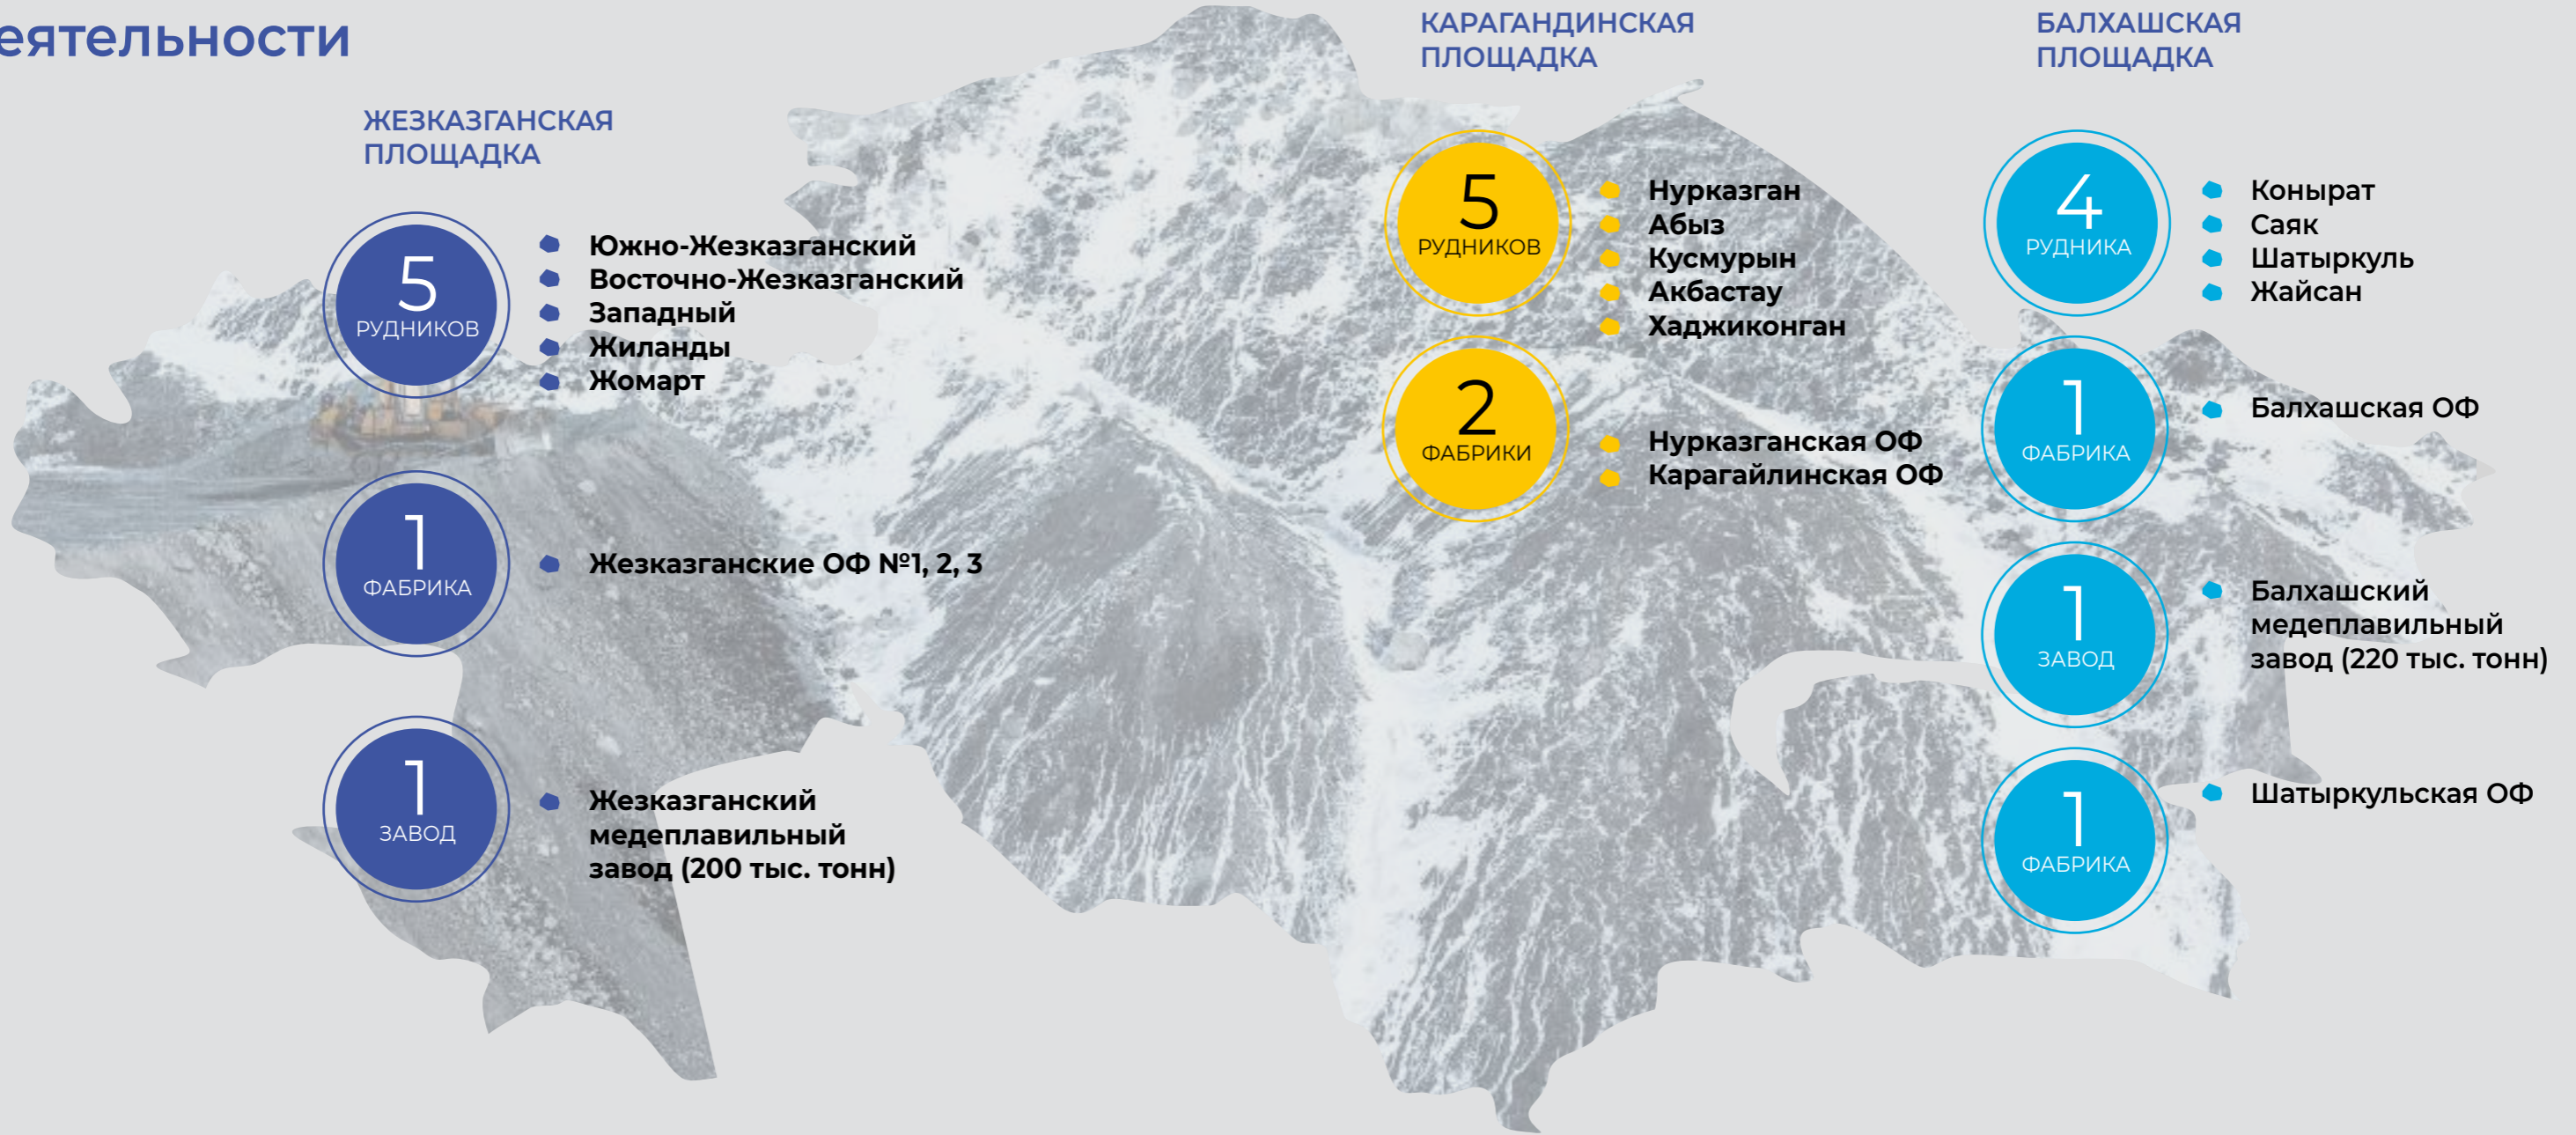 еятельности
ЖЕЗКАЗГАНСКАЯ
ПЛОЩАДКА
5
РУДНИКОВ
Южно-Жезказганский
Восточно-Жезказганский
Западный
Жиланды
Жомарт
1
ФАБРИКА
Жезказганские ОФ №1, 2, 3
1
ЗАВОД
Жезказганский
медеплавильный
завод (200 тыс. тонн)
КАРАГАНДИНСКАЯ
ПЛОЩАДКА
5
РУДНИКОВ
Нурказган
Абыз
Кусмурын
Акбастау
Хаджиконган
2
ФАБРИКИ
Нурказганская ОФ
Карагайлинская ОФ
БАЛХАШСКАЯ
ПЛОЩАДКА
4
РУДНИКА
Конырат
Саяк
Шатыркуль
Жайсан
1
ФАБРИКА
Балхашская ОФ
1
ЗАВОД
Балхашский
медеплавильный
завод (220 тыс. тонн)
1
ФАБРИКА
Шатыркульская ОФ